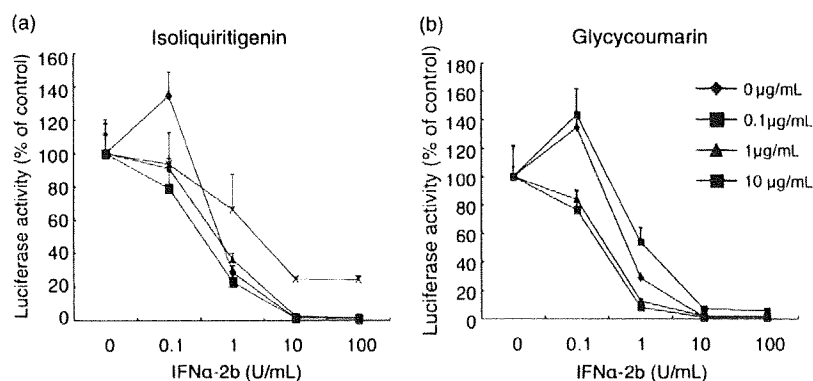 (a)
Isoliquiritigenin
Luciferase activity (% of control)
160
140
120
100
80
60
40
20
0
0 0.1 1 10 100
IFNα-2b (U/mL)
(b)
Glycycoumarin
Luciferase activity (% of control)
180
160
140
120
100
80
60
40
20
0
0 0.1 1 10 100
IFNα-2b (U/mL)
0 µg/mL
0.1µg/mL
1µg/mL
10 µg/mL